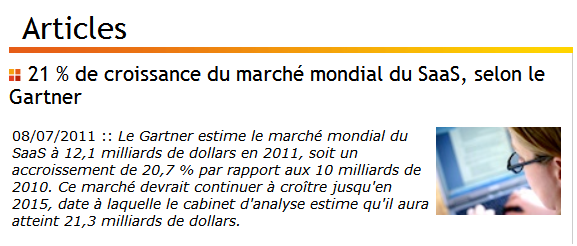 Articles
21 % de croissance du marché mondial du SaaS, selon le
Gartner
08/07/2011 :: Le Gartner estime le marché mondial du
SaaS à 12,1 milliards de dollars en 2011, soit un
accroissement de 20,7 % par rapport aux 10 milliards de
2010. Ce marché devrait continuer à croître jusqu'en
2015, date à laquelle le cabinet d'analyse estime qu'il aura
atteint 21,3 milliards de dollars.